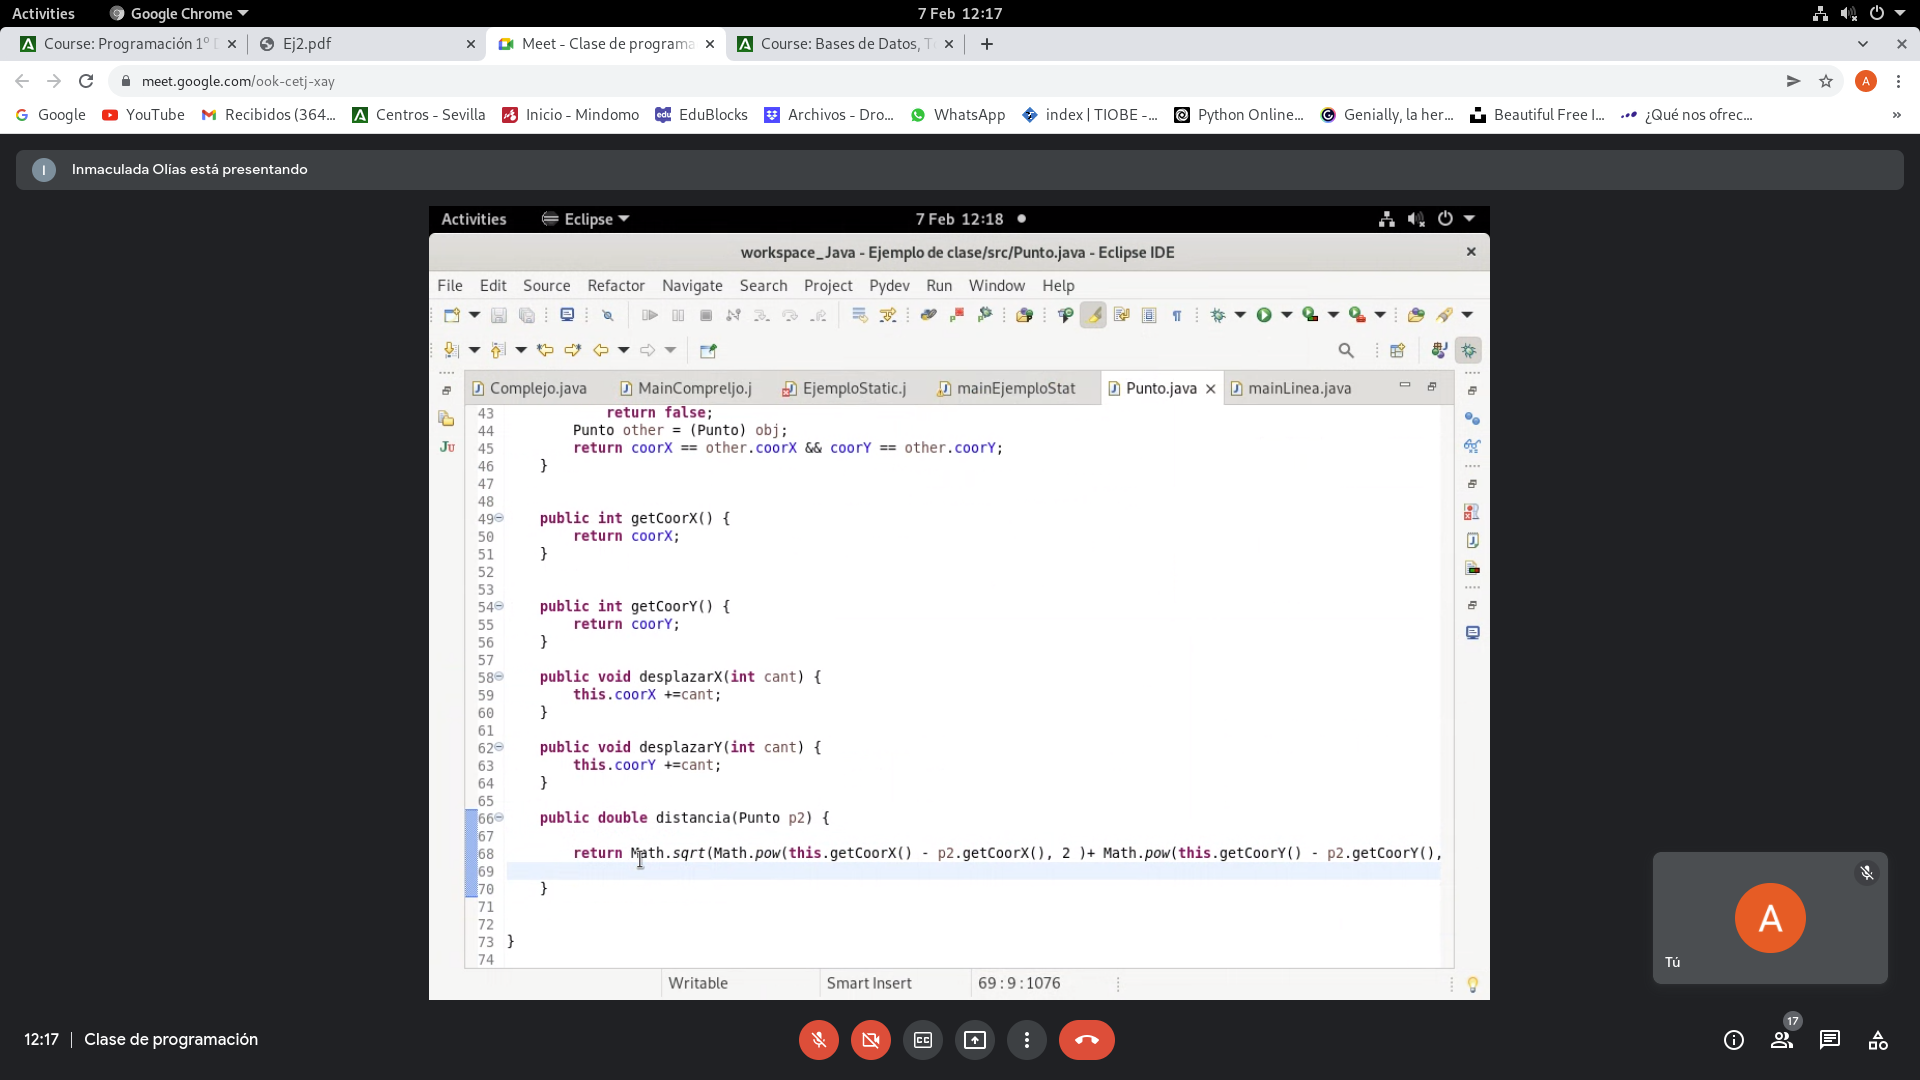 Activities Google Chrome 7 Feb 12:17
Course: Programación 1º D Ej2.pdf Meet - Clase de programa Course: Bases de Datos, T
meet.google.com/ook-cetj-xay A
Google YouTube Recibidos (364... Centros - Sevilla Inicio - Mindomo EduBlocks Archivos - Dro... WhatsApp index | TIOBE -... Python Online... Genially, la her... Beautiful Free I... ¿Qué nos ofrec... »
I Inmaculada Olías está presentando
Activities Eclipse 7 Feb 12:18
workspace_Java - Ejemplo de clase/src/Punto.java - Eclipse IDE
File Edit Source Refactor Navigate Search Project Pydev Run Window Help
Complejo.java MainCompreljo.j EjemploStatic.j mainEjemploStat Punto.java mainLinea.java
43 return false;
44 Punto other = (Punto) obj;
45 return coorX == other.coorX && coorY == other.coorY;
46 }
47
48
49 public int getCoorX() {
50 return coorX;
51 }
52
53
54 public int getCoorY() {
55 return coorY;
56 }
57
58 public void desplazarX(int cant) {
59 this.coorX +=cant;
60 }
61
62 public void desplazarY(int cant) {
63 this.coorY +=cant;
64 }
65
66 public double distancia(Punto p2) {
67
68 return Math.sqrt(Math.pow(this.getCoorX() - p2.getCoorX(), 2 )+ Math.pow(this.getCoorY() - p2.getCoorY(),
69
70 }
71
72
73 }
74
Writable Smart Insert 69 : 9 : 1076
A
Tú
12:17 | Clase de programación
17